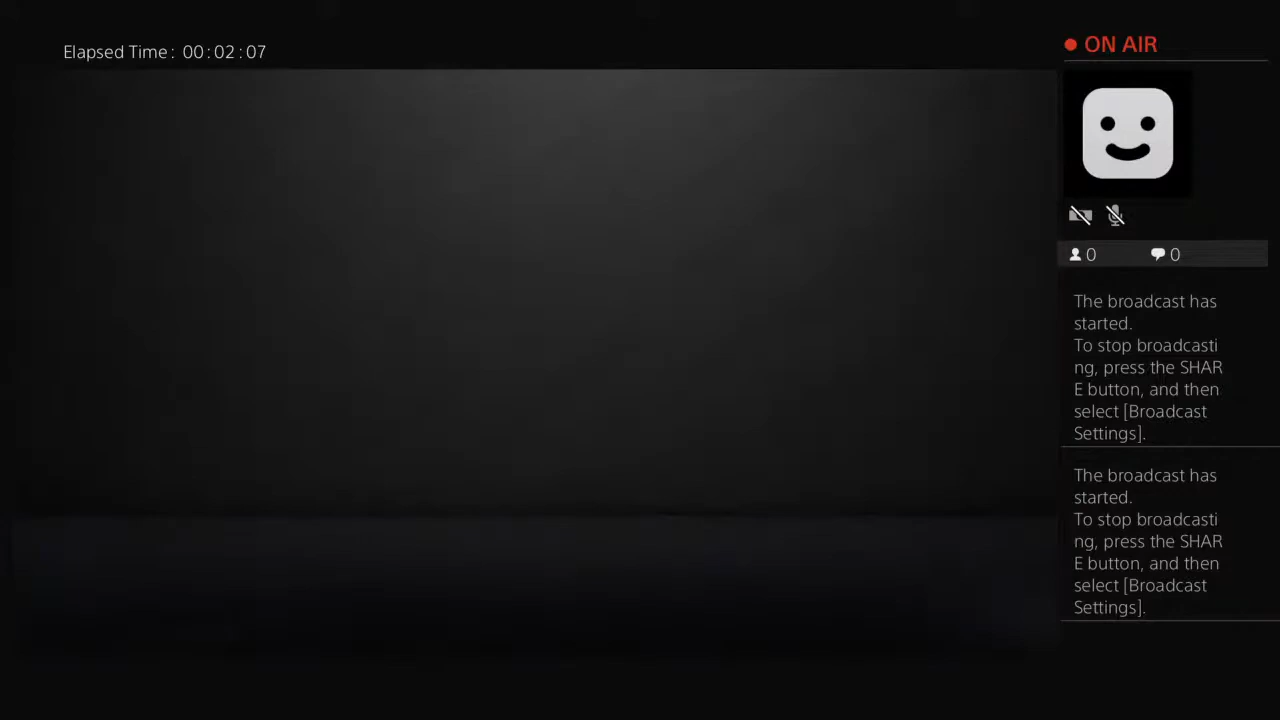 Elapsed Time: 00:02:07
ON AIR
0 0
The broadcast has
started.
To stop broadcasti
ng, press the SHAR
E button, and then
select [Broadcast
Settings].
The broadcast has
started.
To stop broadcasti
ng, press the SHAR
E button, and then
select [Broadcast
Settings].